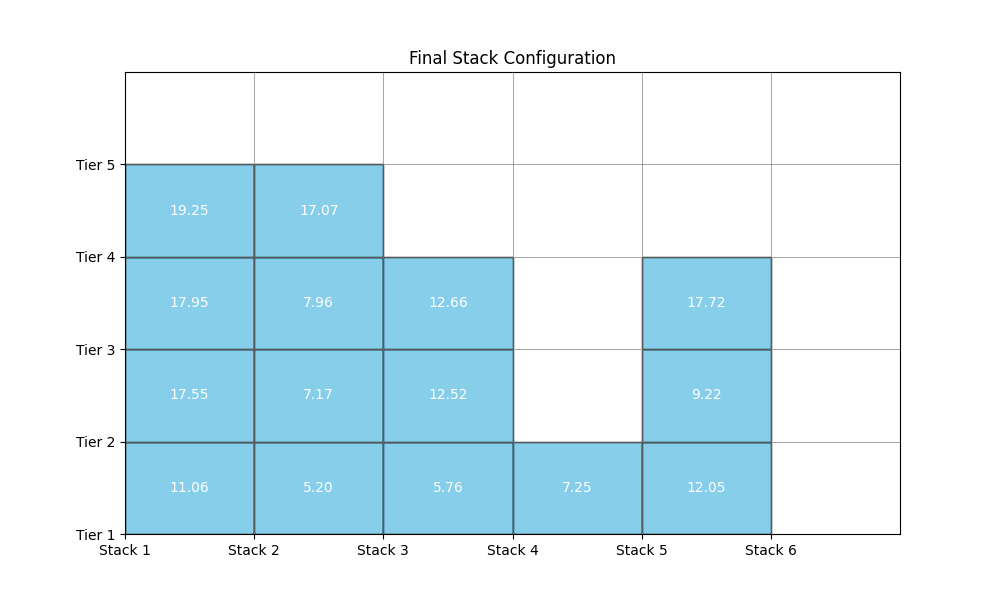 Final Stack Configuration
Tier 5
19.25 17.07
Tier 4
17.95 7.96 12.66 17.72
Tier 3
17.55 7.17 12.52 9.22
Tier 2
11.06 5.20 5.76 7.25 12.05
Tier 1
Stack 1 Stack 2 Stack 3 Stack 4 Stack 5 Stack 6